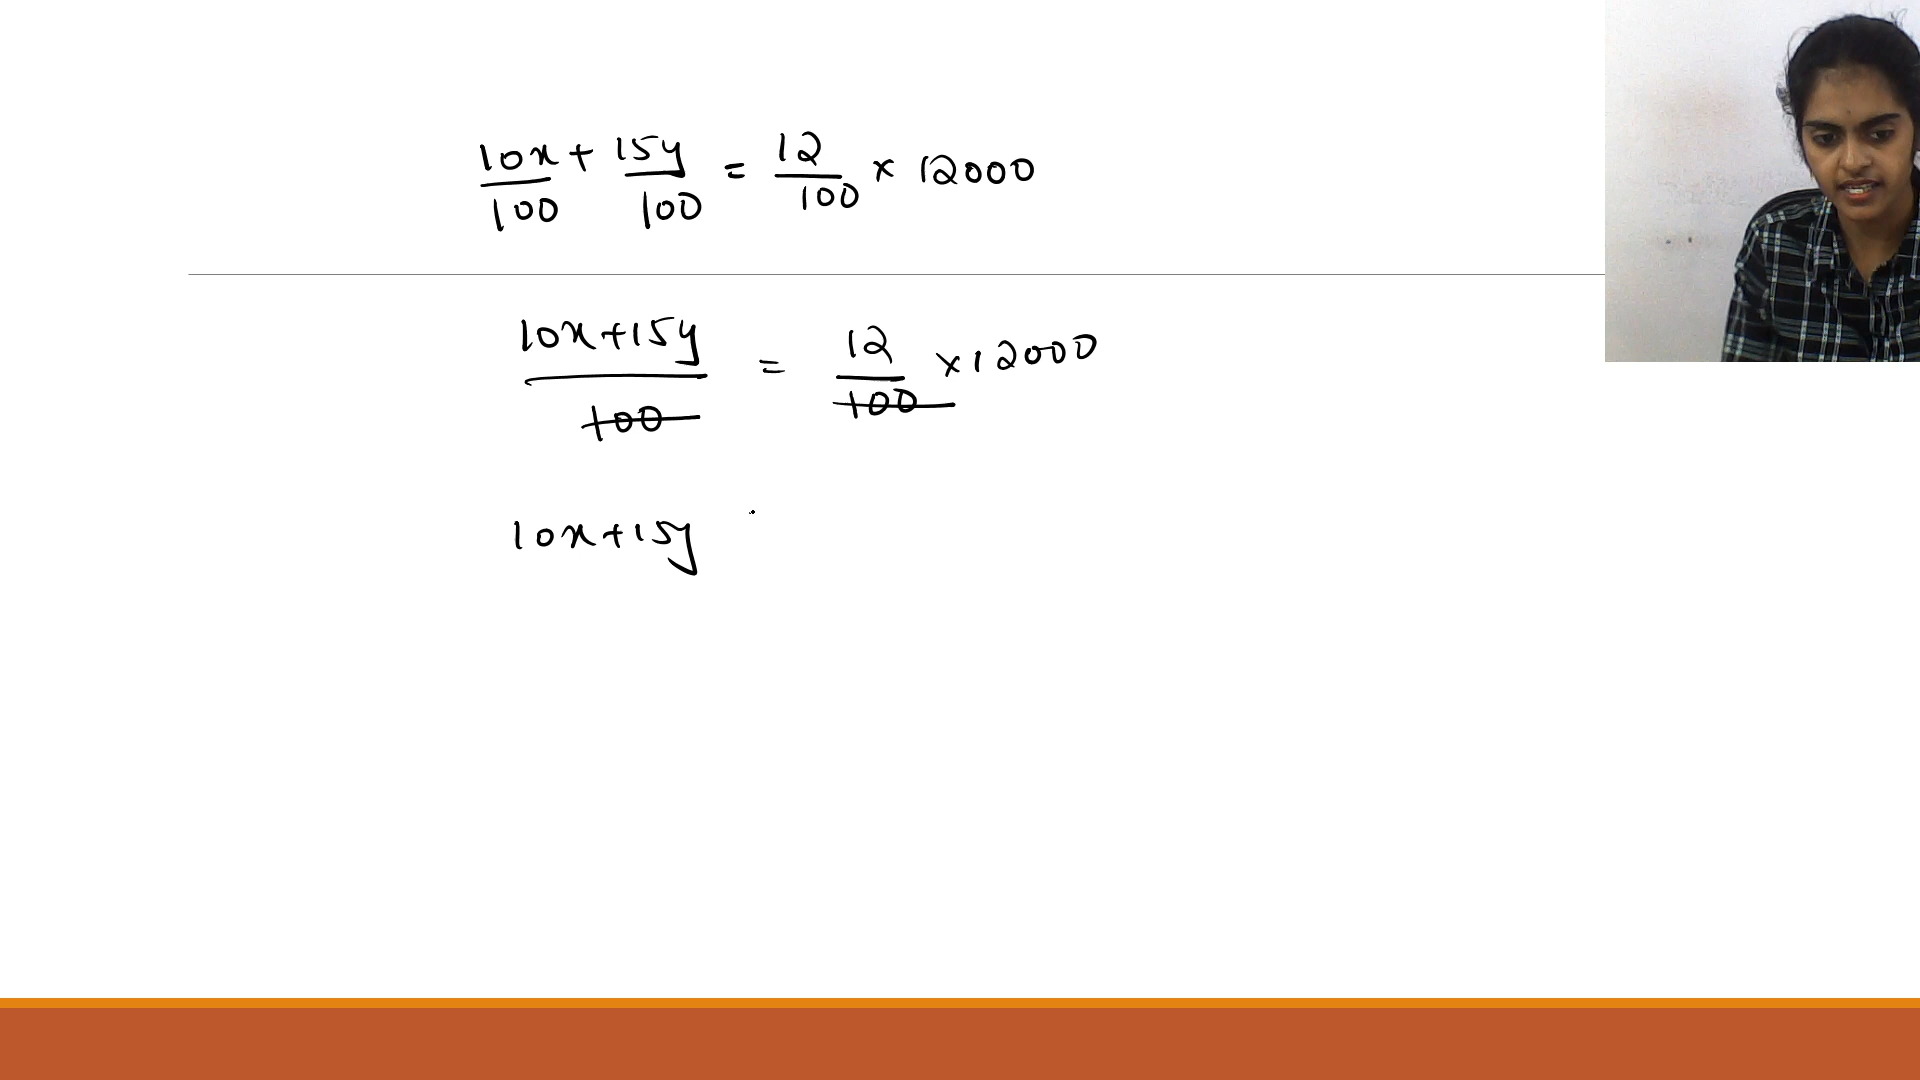 10x/100 + 15y/100 = 12/100 × 12000
10x+15y/100 = 12/100 × 12000
10x+15y